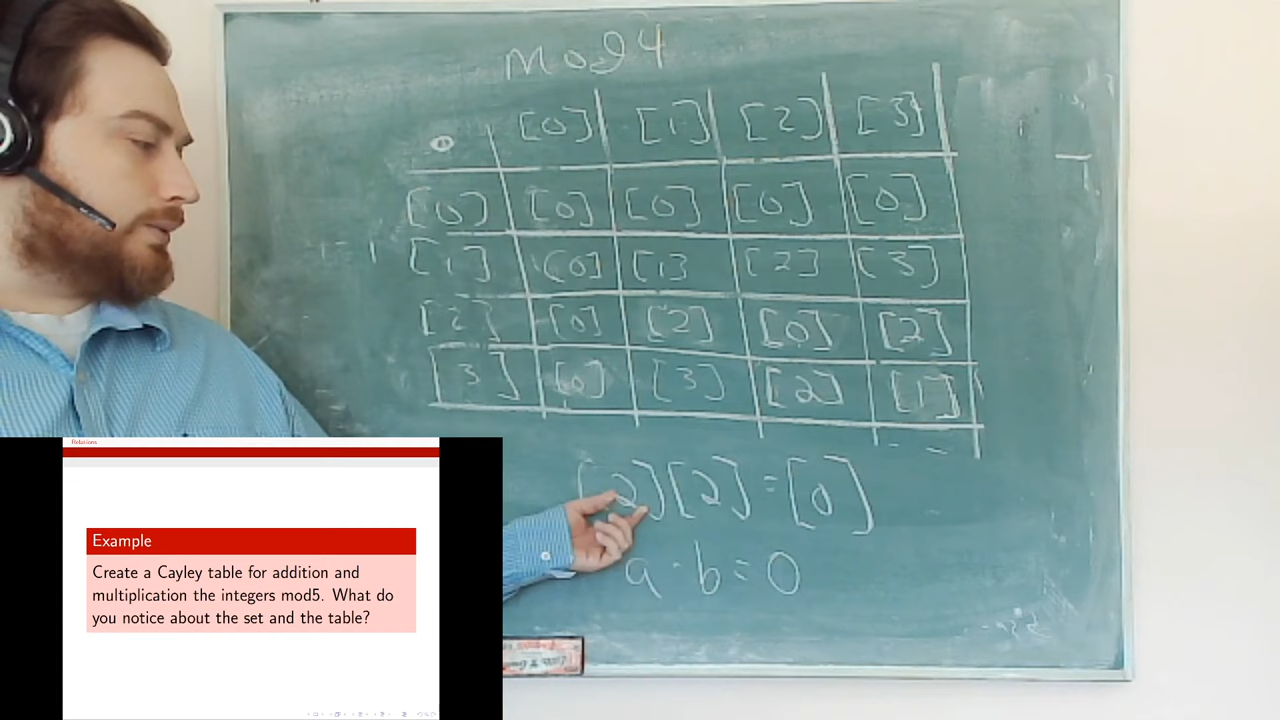 Mod 4
⊙ [0] [1] [2] [3]
[0] [0] [0] [0] [0]
[1] [0] [1] [2] [3]
[2] [0] [2] [0] [2]
[3] [0] [3] [2] [1]
[2][2] = [0]
a · b = 0
Relations
Example
Create a Cayley table for addition and
multiplication the integers mod5. What do
you notice about the set and the table?